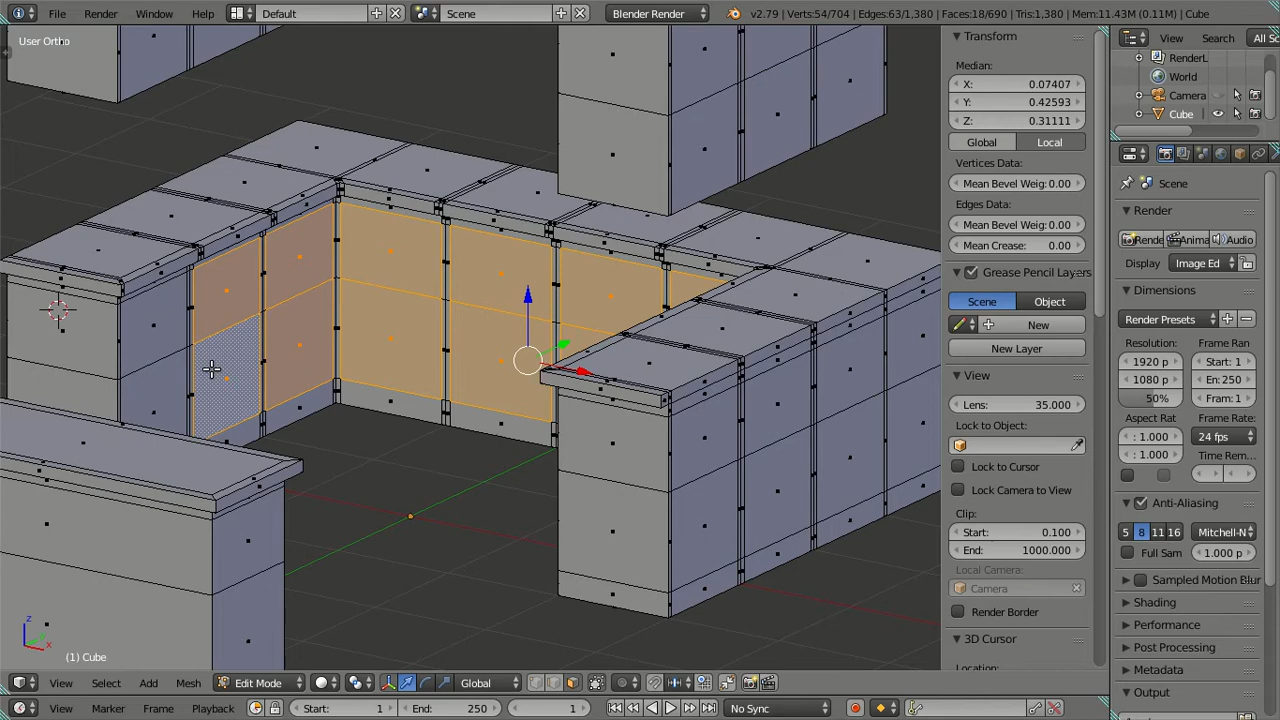 File Render Window Help Default Scene Blender Render v2.79 | Verts:54/704 | Edges:63/1,380 | Faces:18/690 | Tris:1,380 | Mem:11.43M (0.11M) | Cube
User Ortho
Transform
Median:
X: 0.07407
Y: 0.42593
Z: 0.31111
Global Local
Vertices Data:
Mean Bevel Weig: 0.00
Edges Data:
Mean Bevel Weig: 0.00
Mean Crease: 0.00
Grease Pencil Layers
Scene Object
New
New Layer
View
Lens: 35.000
Lock to Object:
Lock to Cursor
Lock Camera to View
Clip:
Start: 0.100
End: 1000.000
Local Camera:
Camera
Render Border
3D Cursor
Location:
View Search All Sc
RenderL
World
Camera
Cube
Scene
Render
Rende Anima Audio
Display Image Ed
Dimensions
Render Presets
Resolution: Frame Ran
1920 p Start: 1
1080 p En: 250
50% Fram: 1
Aspect Rat Frame Rate:
: 1.000 24 fps
: 1.000 Time Rem...
Anti-Aliasing
5 8 11 16 Mitchell-N
Full Sam 1.000 p
Sampled Motion Blur
Shading
Performance
Post Processing
Metadata
Output
z
x
(1) Cube
View Select Add Mesh Edit Mode Global
View Marker Frame Playback Start: 1 End: 250 1 No Sync